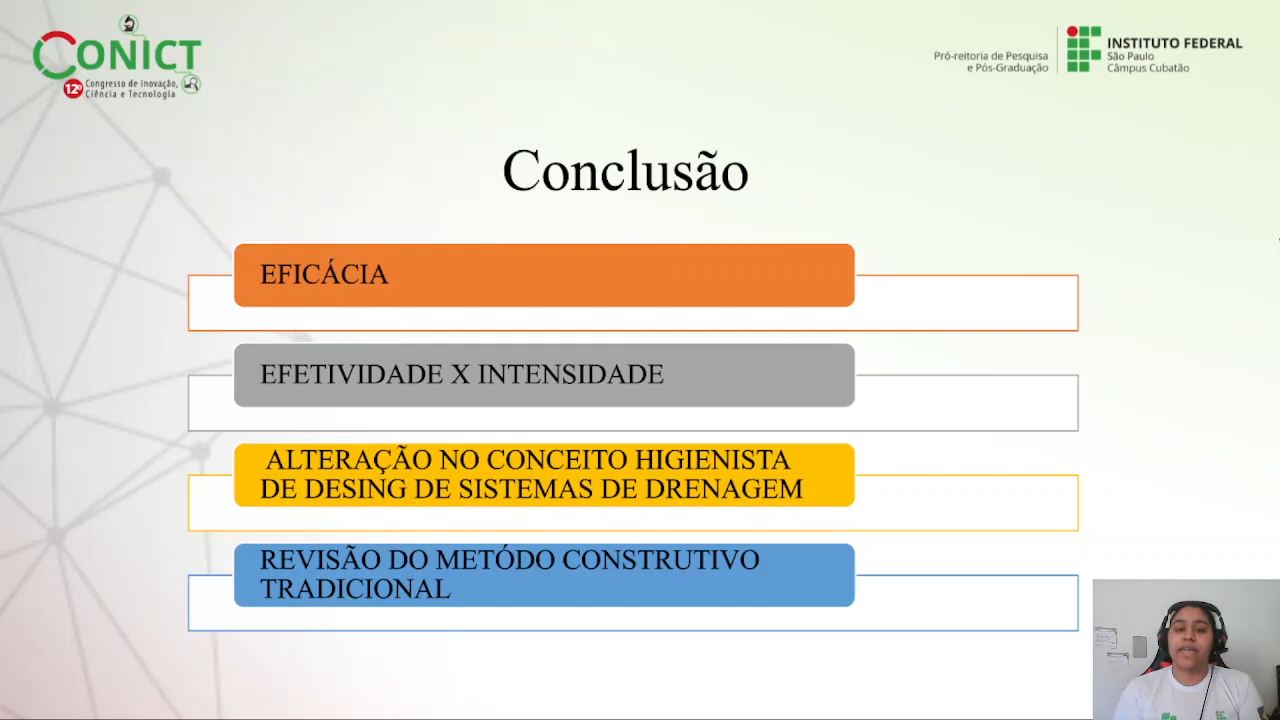 CONICT
12º Congresso de Inovação,
Ciência e Tecnologia
Pró-reitoria de Pesquisa
e Pós-Graduação
INSTITUTO FEDERAL
São Paulo
Câmpus Cubatão
Conclusão
EFICÁCIA
EFETIVIDADE X INTENSIDADE
ALTERAÇÃO NO CONCEITO HIGIENISTA
DE DESING DE SISTEMAS DE DRENAGEM
REVISÃO DO METÓDO CONSTRUTIVO
TRADICIONAL